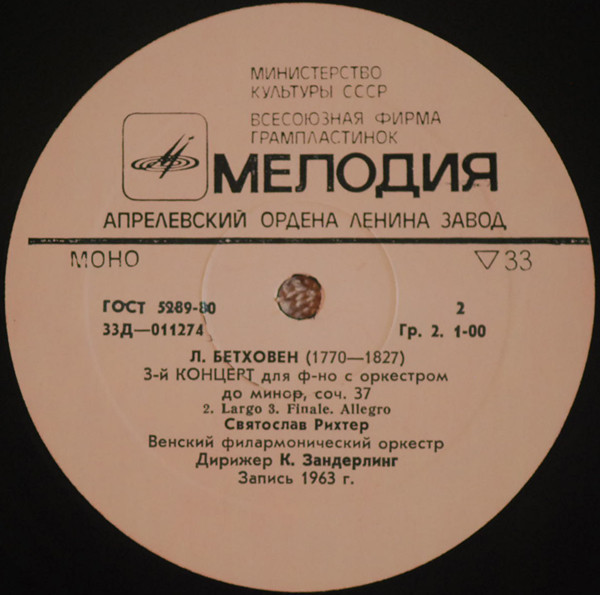 МИНИСТЕРСТВО
КУЛЬТУРЫ СССР
ВСЕСОЮЗНАЯ ФИРМА
ГРАМПЛАСТИНОК
МЕЛОДИЯ
АПРЕЛЕВСКИЙ ОРДЕНА ЛЕНИНА ЗАВОД
МОНО ▽33
ГОСТ 5289-80 2
33Д—011274 Гр. 2. 1-00
Л. БЕТХОВЕН (1770—1827)
3-й КОНЦЕРТ для ф-но с оркестром
до минор, соч. 37
2. Largo 3. Finale. Allegro
Святослав Рихтер
Венский филармонический оркестр
Дирижер К. Зандерлинг
Запись 1963 г.